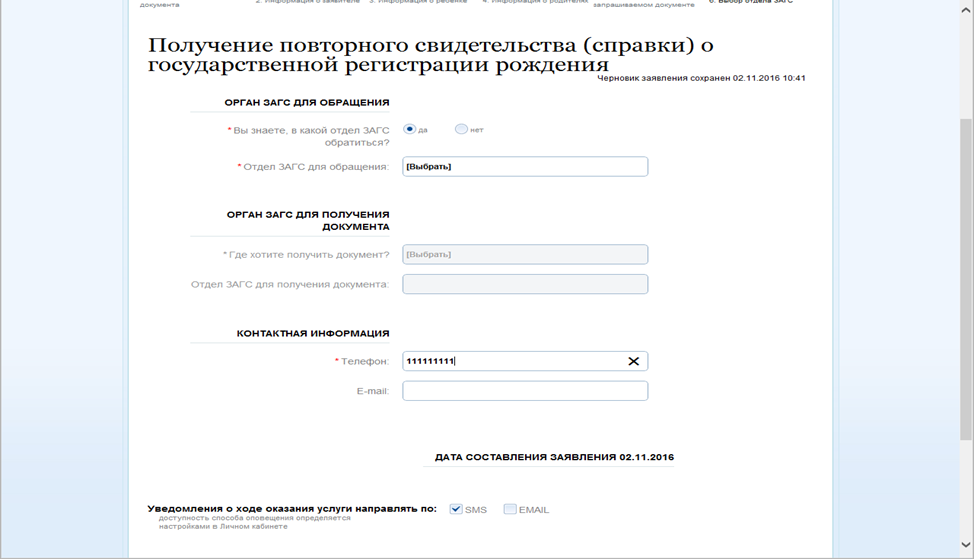 документа
2. Информация о заявителе 3. Информация о ребенке 4. Информация о родителях
запрашиваемом документе
6. Выбор отдела ЗАГС
Получение повторного свидетельства (справки) о
государственной регистрации рождения
Черновик заявления сохранен 02.11.2016 10:41
ОРГАН ЗАГС ДЛЯ ОБРАЩЕНИЯ
* Вы знаете, в какой отдел ЗАГС
обратиться?
да нет
* Отдел ЗАГС для обращения: [Выбрать]
ОРГАН ЗАГС ДЛЯ ПОЛУЧЕНИЯ
ДОКУМЕНТА
* Где хотите получить документ? [Выбрать]
Отдел ЗАГС для получения документа:
КОНТАКТНАЯ ИНФОРМАЦИЯ
* Телефон: 111111111
E-mail:
ДАТА СОСТАВЛЕНИЯ ЗАЯВЛЕНИЯ 02.11.2016
Уведомления о ходе оказания услуги направлять по: SMS EMAIL
доступность способа оповещения определяется
настройками в Личном кабинете